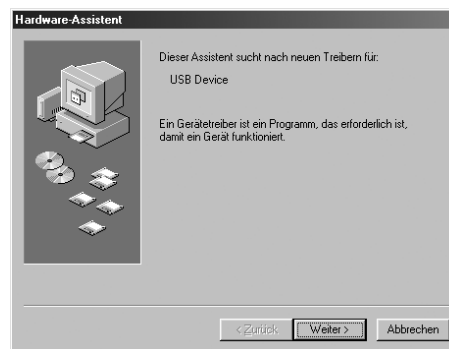 Hardware-Assistent
Dieser Assistent sucht nach neuen Treibern für:
USB Device
Ein Gerätetreiber ist ein Programm, das erforderlich ist,
damit ein Gerät funktioniert.
< Zurück
Weiter >
Abbrechen